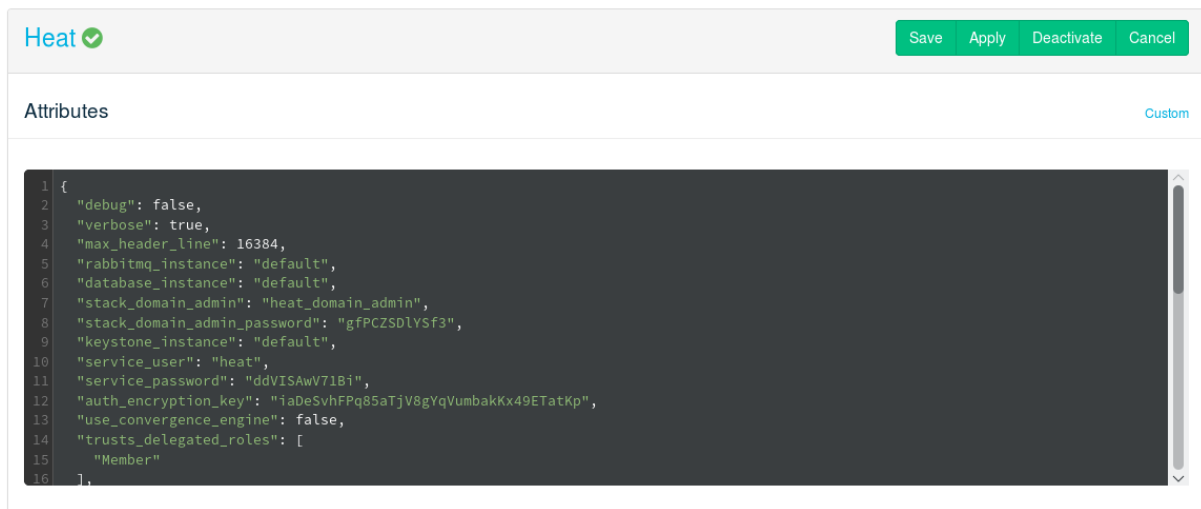 Heat
Save Apply Deactivate Cancel
Attributes
Custom
1 {
2 "debug": false,
3 "verbose": true,
4 "max_header_line": 16384,
5 "rabbitmq_instance": "default",
6 "database_instance": "default",
7 "stack_domain_admin": "heat_domain_admin",
8 "stack_domain_admin_password": "gfPCZSDlYSf3",
9 "keystone_instance": "default",
10 "service_user": "heat",
11 "service_password": "ddVISAwV71Bi",
12 "auth_encryption_key": "iaDeSvhFPq85aTjV8gYqVumbakKx49ETatKp",
13 "use_convergence_engine": false,
14 "trusts_delegated_roles": [
15 "Member"
16 ],